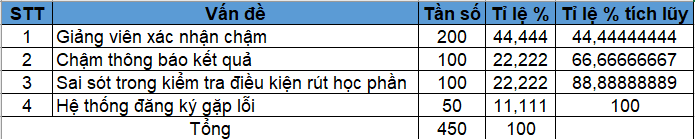 STT Vấn đề Tần số Tỉ lệ % Tỉ lệ % tích lũy
1 Giảng viên xác nhận chậm 200 44,444 44,44444444
2 Chậm thông báo kết quả 100 22,222 66,66666667
3 Sai sót trong kiểm tra điều kiện rút học phần 100 22,222 88,88888889
4 Hệ thống đăng ký gặp lỗi 50 11,111 100
Tổng 450 100